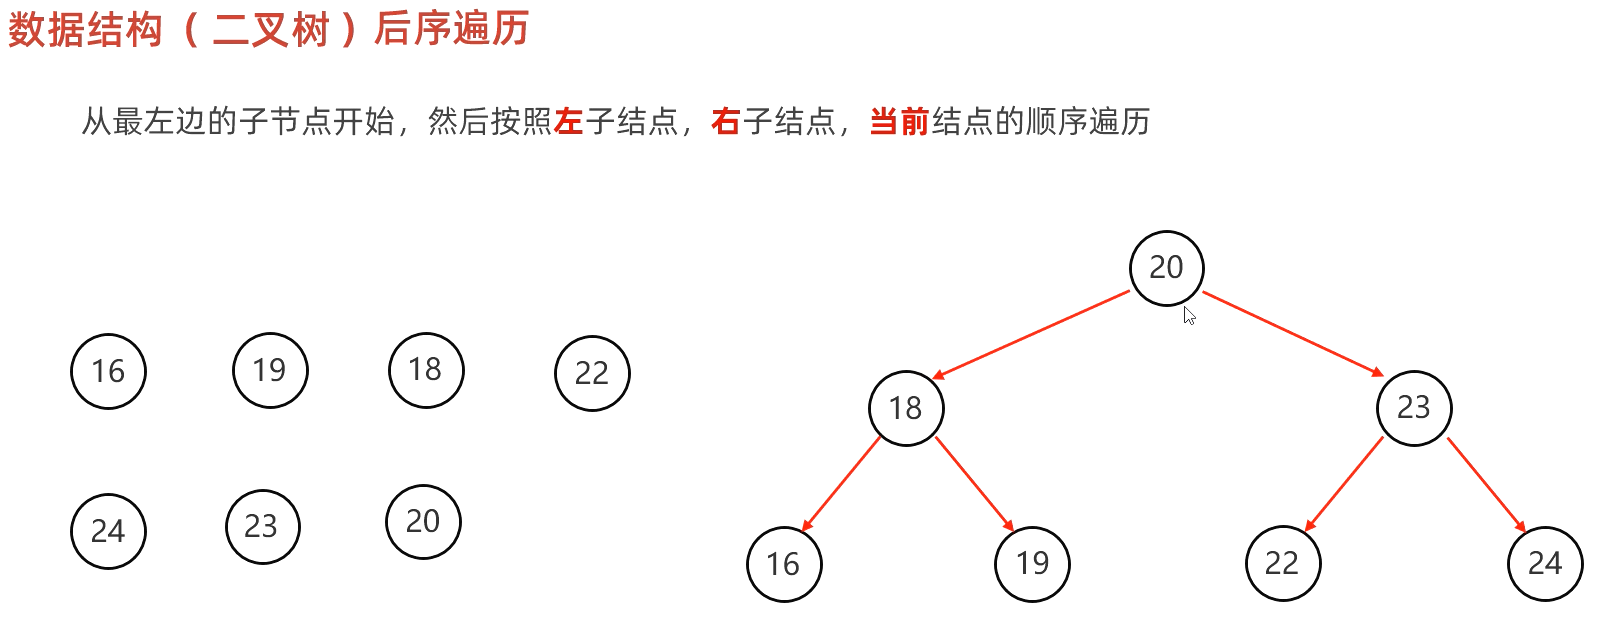 数据结构（二叉树）后序遍历
从最左边的子节点开始，然后按照左子结点，右子结点，当前结点的顺序遍历
16 19 18 22
24 23 20
20
18 23
16 19 22 24